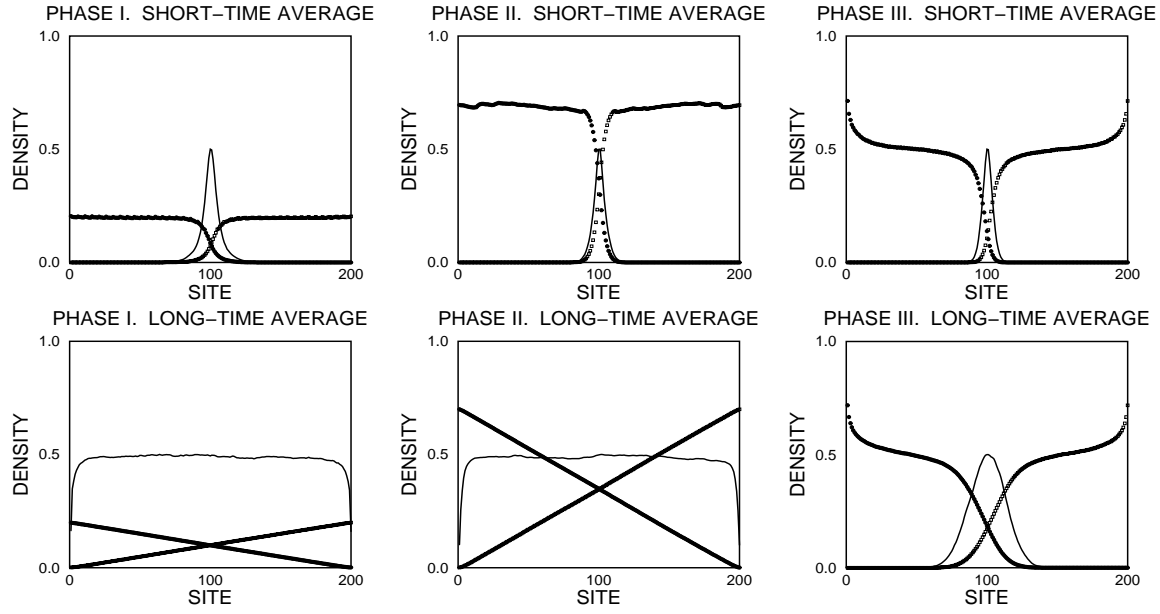 PHASE I. SHORT−TIME AVERAGE
1.0
DENSITY
0.5
0.0
0
100
200
SITE
PHASE II. SHORT−TIME AVERAGE
1.0
DENSITY
0.5
0.0
0
100
200
SITE
PHASE III. SHORT−TIME AVERAGE
1.0
DENSITY
0.5
0.0
0
100
200
SITE
PHASE I. LONG−TIME AVERAGE
1.0
DENSITY
0.5
0.0
0
100
200
SITE
PHASE II. LONG−TIME AVERAGE
1.0
DENSITY
0.5
0.0
0
100
200
SITE
PHASE III. LONG−TIME AVERAGE
1.0
DENSITY
0.5
0.0
0
100
200
SITE